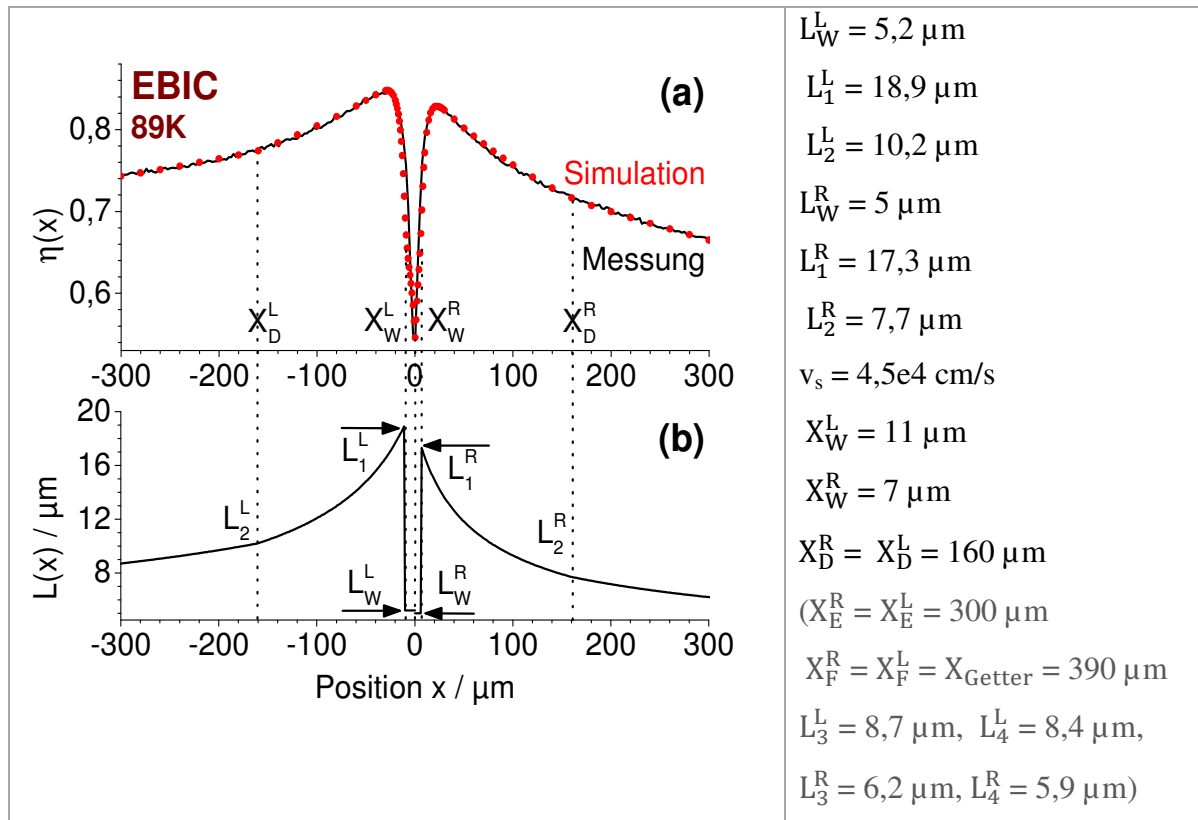 EBIC
89K
(a)
0,8
0,7
0,6
η(x)
Simulation
Messung
X_D^L
X_W^L
X_W^R
X_D^R
-300 -200 -100 0 100 200 300
20
16
12
8
L(x) / µm
(b)
L_1^L
L_1^R
L_2^L
L_2^R
L_W^L
L_W^R
-300 -200 -100 0 100 200 300
Position x / µm
L_W^L = 5,2 µm
L_1^L = 18,9 µm
L_2^L = 10,2 µm
L_W^R = 5 µm
L_1^R = 17,3 µm
L_2^R = 7,7 µm
v_s = 4,5e4 cm/s
X_W^L = 11 µm
X_W^R = 7 µm
X_D^R = X_D^L = 160 µm
(X_E^R = X_E^L = 300 µm
X_F^R = X_F^L = X_Getter = 390 µm
L_3^L = 8,7 µm, L_4^L = 8,4 µm,
L_3^R = 6,2 µm, L_4^R = 5,9 µm)